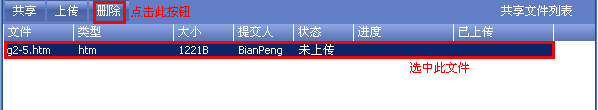 共享 上传 删除 点击此按钮 共享文件列表
文件 类型 大小 提交人 状态 进度 已上传
g2-5.htm htm 1221B BianPeng 未上传
选中此文件